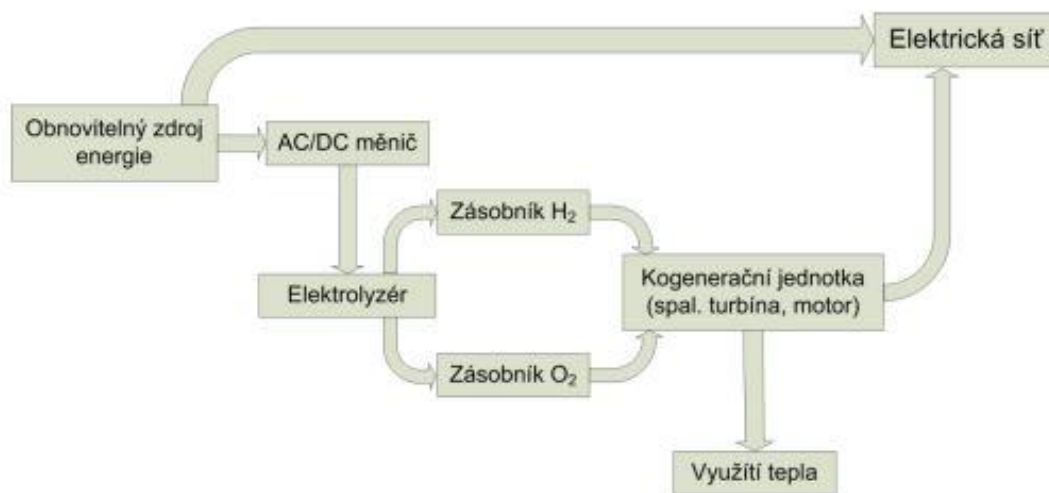 Elektrická síť
Obnovitelný zdroj
energie
AC/DC měnič
Zásobník H₂
Elektrolyzér
Kogenerační jednotka
(spal. turbína, motor)
Zásobník O₂
Využítí tepla